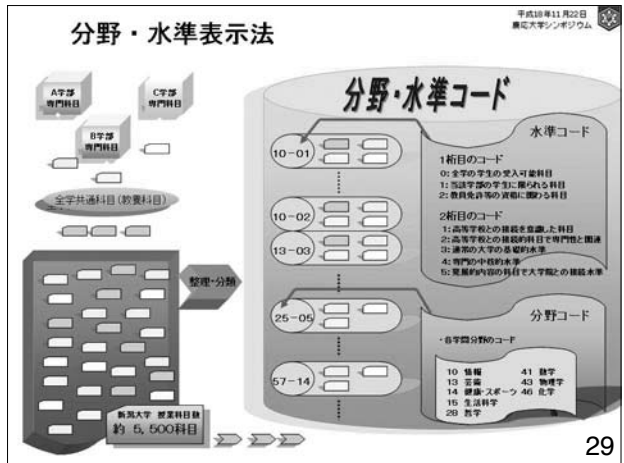 平成18年11月22日
慶応大学シンポジウム
分野・水準表示法
A学部
専門科目
C学部
専門科目
B学部
専門科目
全学共通科目(教養科目)
整理・分類
新潟大学 授業科目数
約 5,500科目
分野・水準コード
10-01
10-02
13-03
25-05
57-14
水準コード
1桁目のコード
0:全学の学生の受入可能科目
1:当該学部の学生に限られる科目
2:教員免許等の資格に関わる科目
2桁目のコード
1:高等学校との接続を意識した科目
2:高等学校との接続的科目で専門性と関連
3:通常の大学の基礎的水準
4:専門の中核的水準
5:発展的内容の科目で大学院との接続水準
分野コード
・各学問分野のコード
10 情報 41 数学
13 芸術 43 物理学
14 健康・スポーツ 46 化学
15 生活科学
28 哲学
29